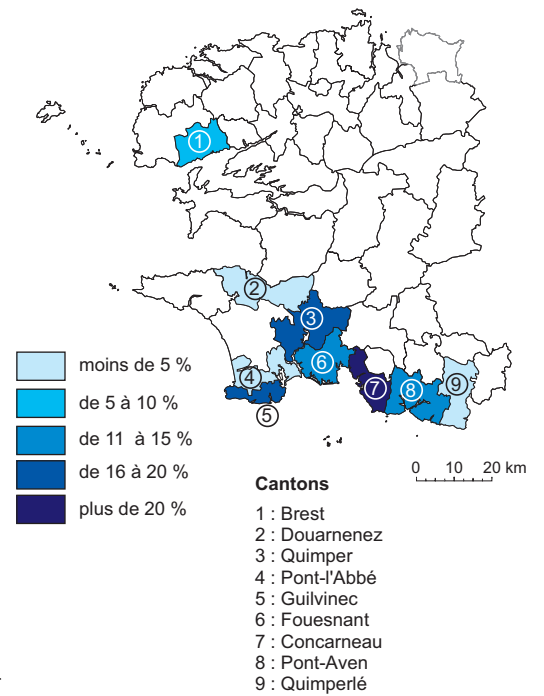 1
2
3
4
5
6
7
8
9
moins de 5 %
de 5 à 10 %
de 11 à 15 %
de 16 à 20 %
plus de 20 %
0 10 20 km
Cantons
1 : Brest
2 : Douarnenez
3 : Quimper
4 : Pont-l'Abbé
5 : Guilvinec
6 : Fouesnant
7 : Concarneau
8 : Pont-Aven
9 : Quimperlé